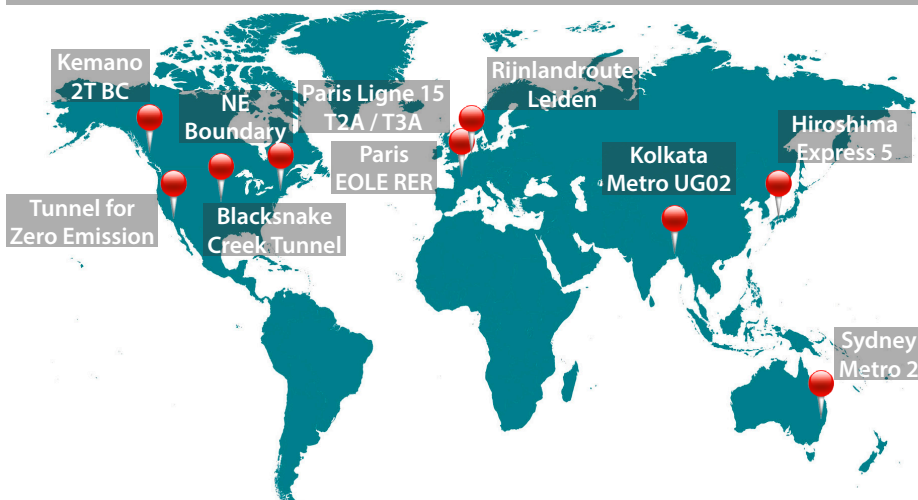 Kemano
2T BC
NE
Boundary
Paris Ligne 15
T2A / T3A
Rijnlandroute
Leiden
Hiroshima
Express 5
Paris
EOLE RER
Kolkata
Metro UG02
Tunnel for
Zero Emission
Blacksnake
Creek Tunnel
Sydney
Metro 2